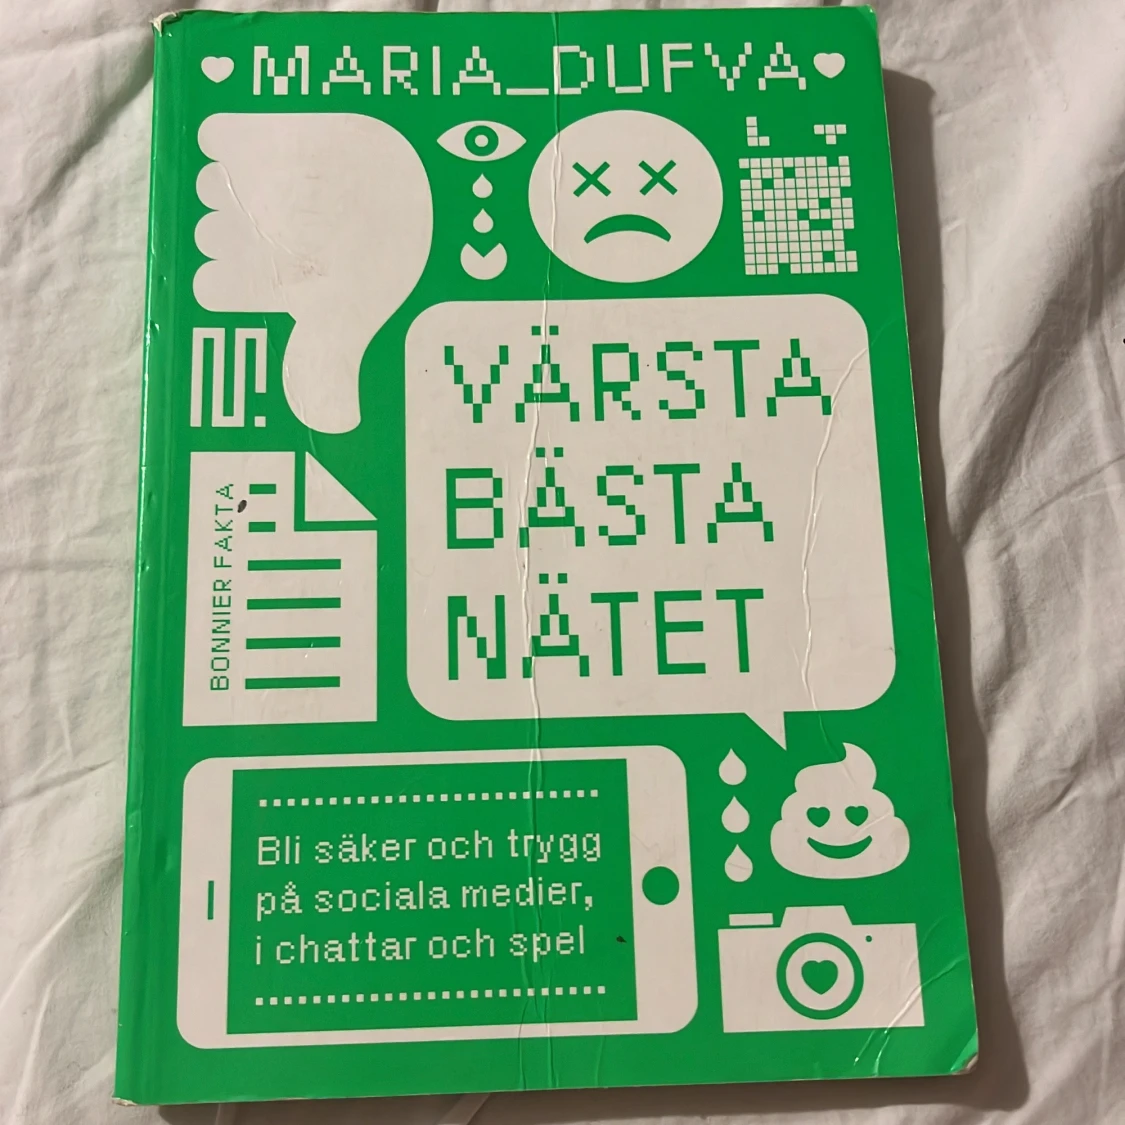 MARIA_DUFVA
VÄRSTA
BÄSTA
NÄTET
BONNIER FAKTA
Bli säker och trygg
på sociala medier,
i chattar och spel